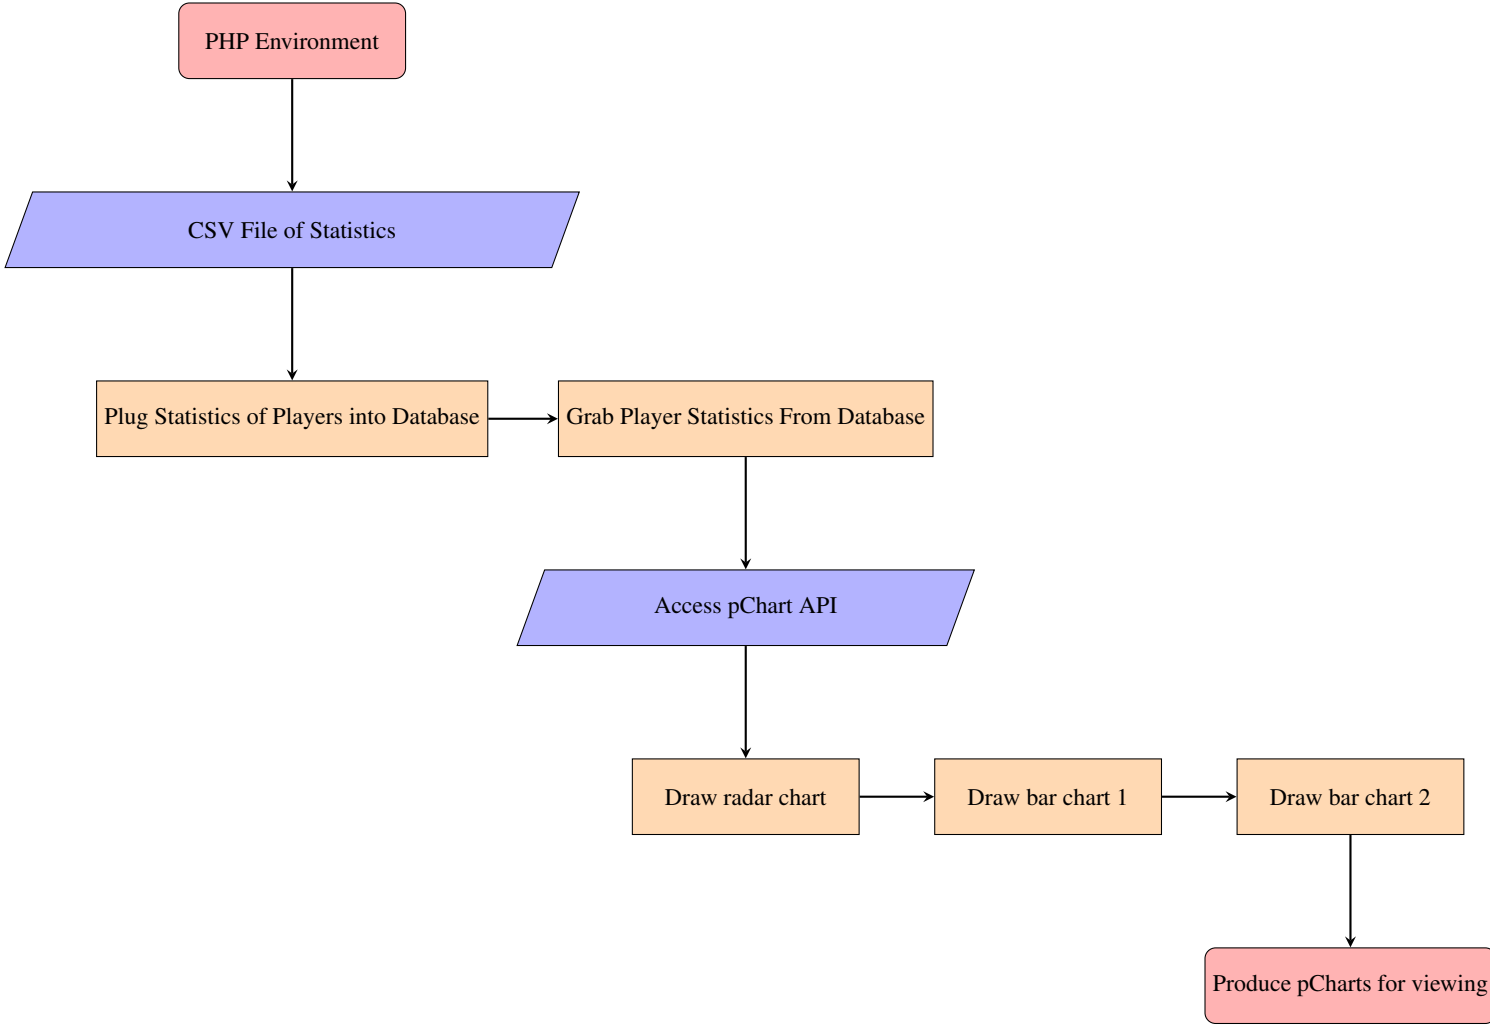 PHP Environment
CSV File of Statistics
Plug Statistics of Players into Database
Grab Player Statistics From Database
Access pChart API
Draw radar chart
Draw bar chart 1
Draw bar chart 2
Produce pCharts for viewing